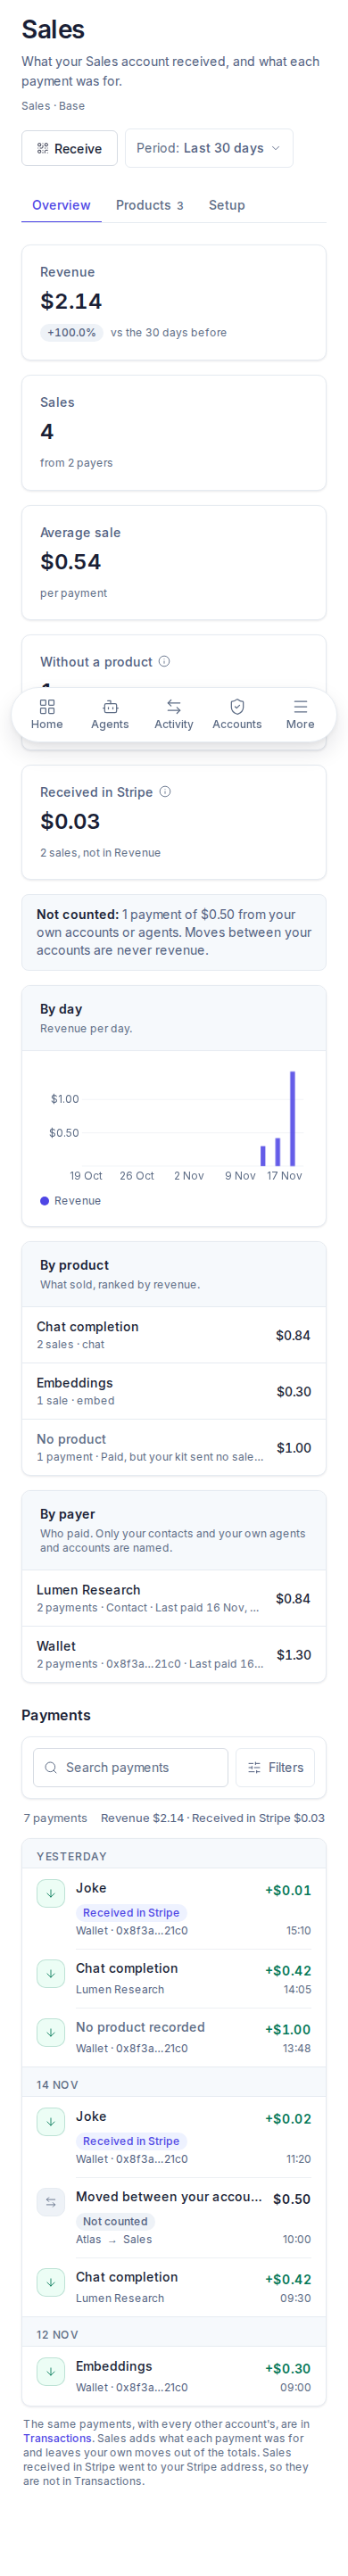 Sales
What your Sales account received, and what each
payment was for.
Sales · Base
Receive
Period: Last 30 days
Overview Products 3 Setup
Revenue
$2.14
+100.0% vs the 30 days before
Sales
4
from 2 payers
Average sale
$0.54
per payment
Without a product
Home Agents Activity Accounts More
Received in Stripe
$0.03
2 sales, not in Revenue
Not counted: 1 payment of $0.50 from your
own accounts or agents. Moves between your
accounts are never revenue.
By day
Revenue per day.
$1.00
$0.50
19 Oct 26 Oct 2 Nov 9 Nov 17 Nov
Revenue
By product
What sold, ranked by revenue.
Chat completion
2 sales · chat
$0.84
Embeddings
1 sale · embed
$0.30
No product
1 payment · Paid, but your kit sent no sale...
$1.00
By payer
Who paid. Only your contacts and your own agents
and accounts are named.
Lumen Research
2 payments · Contact · Last paid 16 Nov, ...
$0.84
Wallet
2 payments · 0x8f3a...21c0 · Last paid 16...
$1.30
Payments
Search payments
Filters
7 payments Revenue $2.14 · Received in Stripe $0.03
YESTERDAY
Joke +$0.01
Received in Stripe
Wallet · 0x8f3a...21c0 15:10
Chat completion +$0.42
Lumen Research 14:05
No product recorded +$1.00
Wallet · 0x8f3a...21c0 13:48
14 NOV
Joke +$0.02
Received in Stripe
Wallet · 0x8f3a...21c0 11:20
Moved between your accou... $0.50
Not counted
Atlas → Sales 10:00
Chat completion +$0.42
Lumen Research 09:30
12 NOV
Embeddings +$0.30
Wallet · 0x8f3a...21c0 09:00
The same payments, with every other account's, are in
Transactions. Sales adds what each payment was for
and leaves your own moves out of the totals. Sales
received in Stripe went to your Stripe address, so they
are not in Transactions.